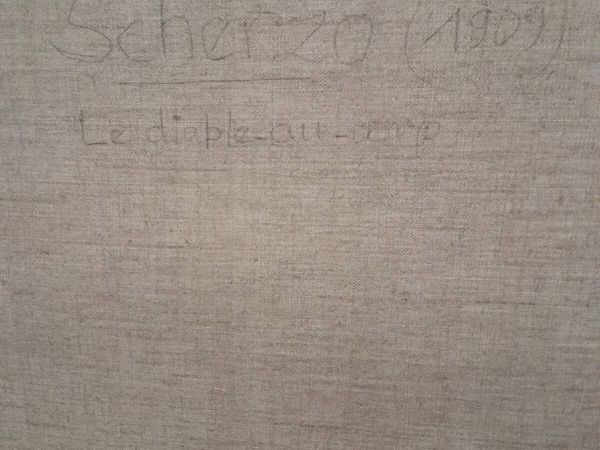 Scherzo (1909)
Le diable-au-corps